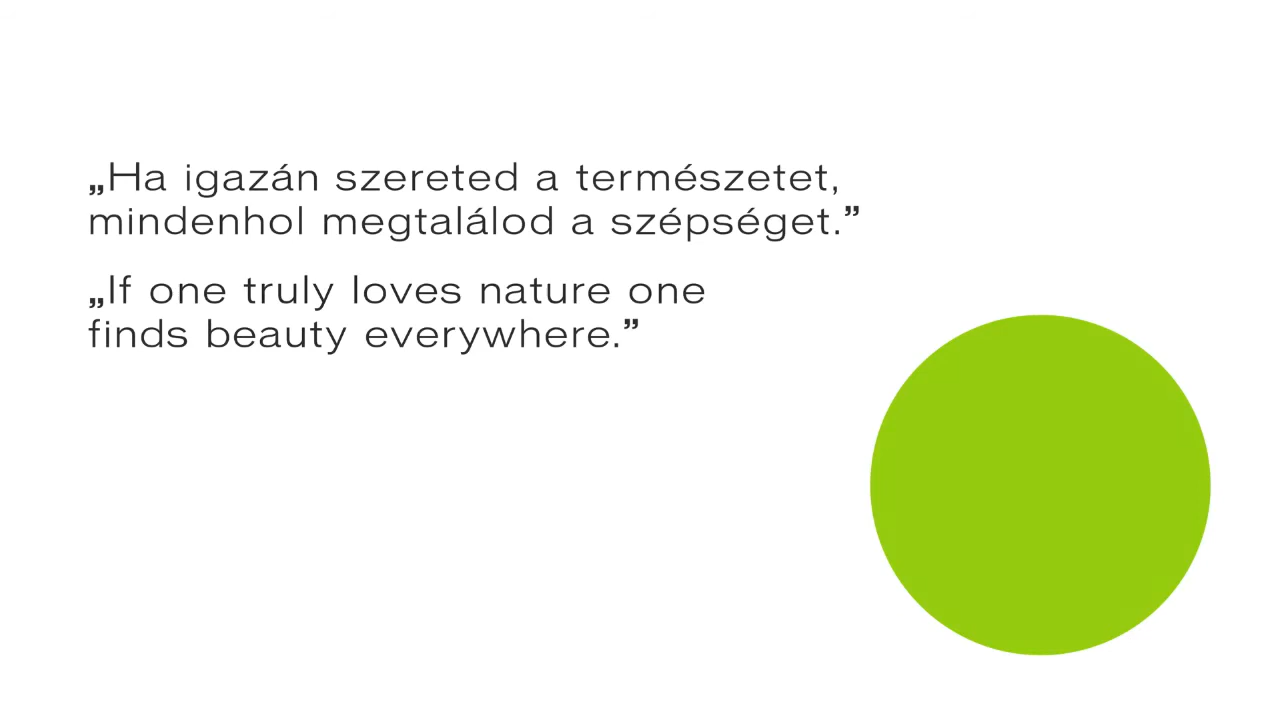 „Ha igazán szereted a természetet,
mindenhol megtalálod a szépséget.”
„If one truly loves nature one
finds beauty everywhere.”